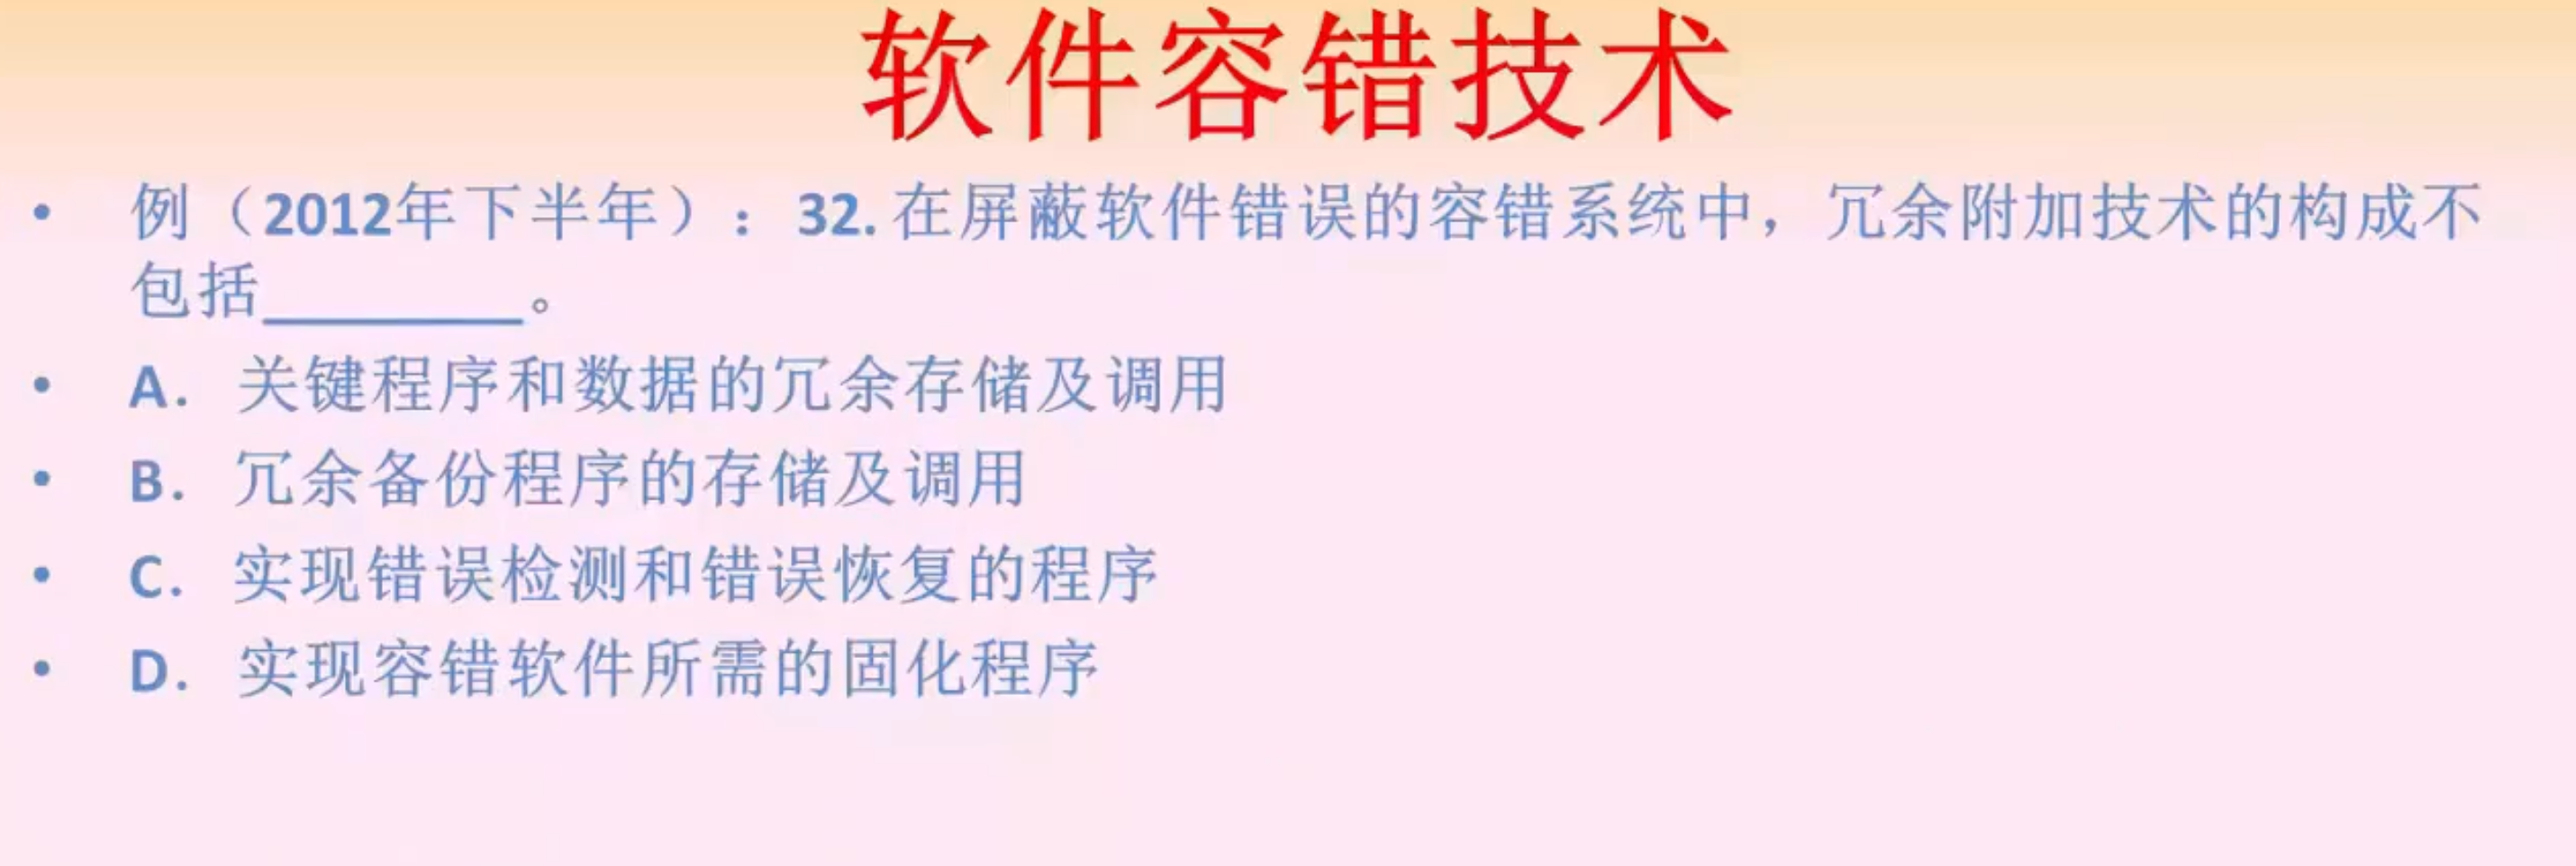 软件容错技术
• 例（2012年下半年）：32.在屏蔽软件错误的容错系统中，冗余附加技术的构成不
包括________。
• A. 关键程序和数据的冗余存储及调用
• B. 冗余备份程序的存储及调用
• C. 实现错误检测和错误恢复的程序
• D. 实现容错软件所需的固化程序